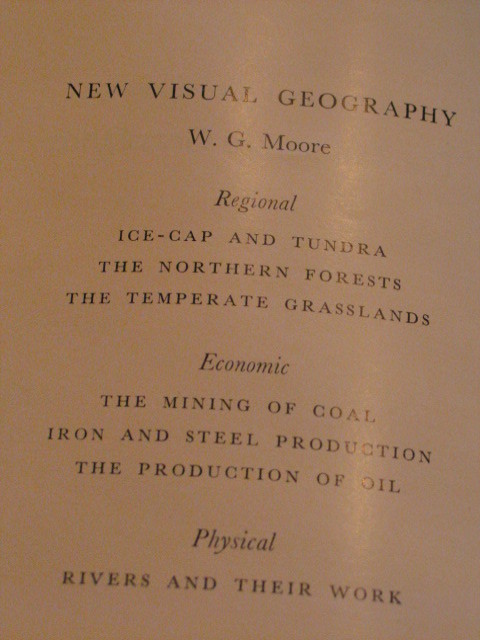 NEW VISUAL GEOGRAPHY
W. G. Moore
Regional
ICE-CAP AND TUNDRA
THE NORTHERN FORESTS
THE TEMPERATE GRASSLANDS
Economic
THE MINING OF COAL
IRON AND STEEL PRODUCTION
THE PRODUCTION OF OIL
Physical
RIVERS AND THEIR WORK